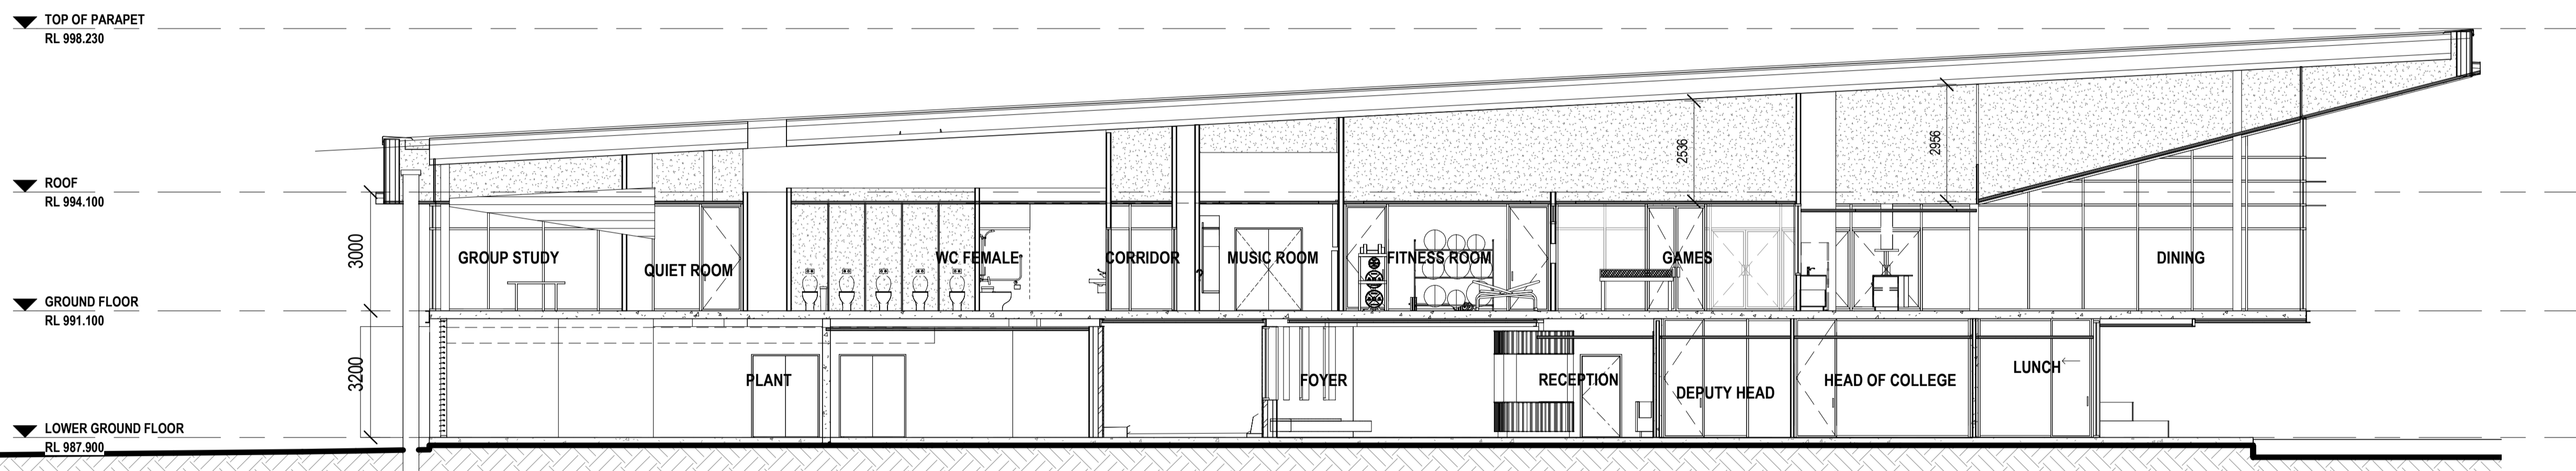 TOP OF PARAPET
RL 998.230
ROOF
RL 994.100
GROUND FLOOR
RL 991.100
LOWER GROUND FLOOR
RL 987.900
3000
3200
2536
2956
GROUP STUDY
QUIET ROOM
WC FEMALE
CORRIDOR
MUSIC ROOM
FITNESS ROOM
GAMES
DINING
PLANT
FOYER
RECEPTION
DEPUTY HEAD
HEAD OF COLLEGE
LUNCH